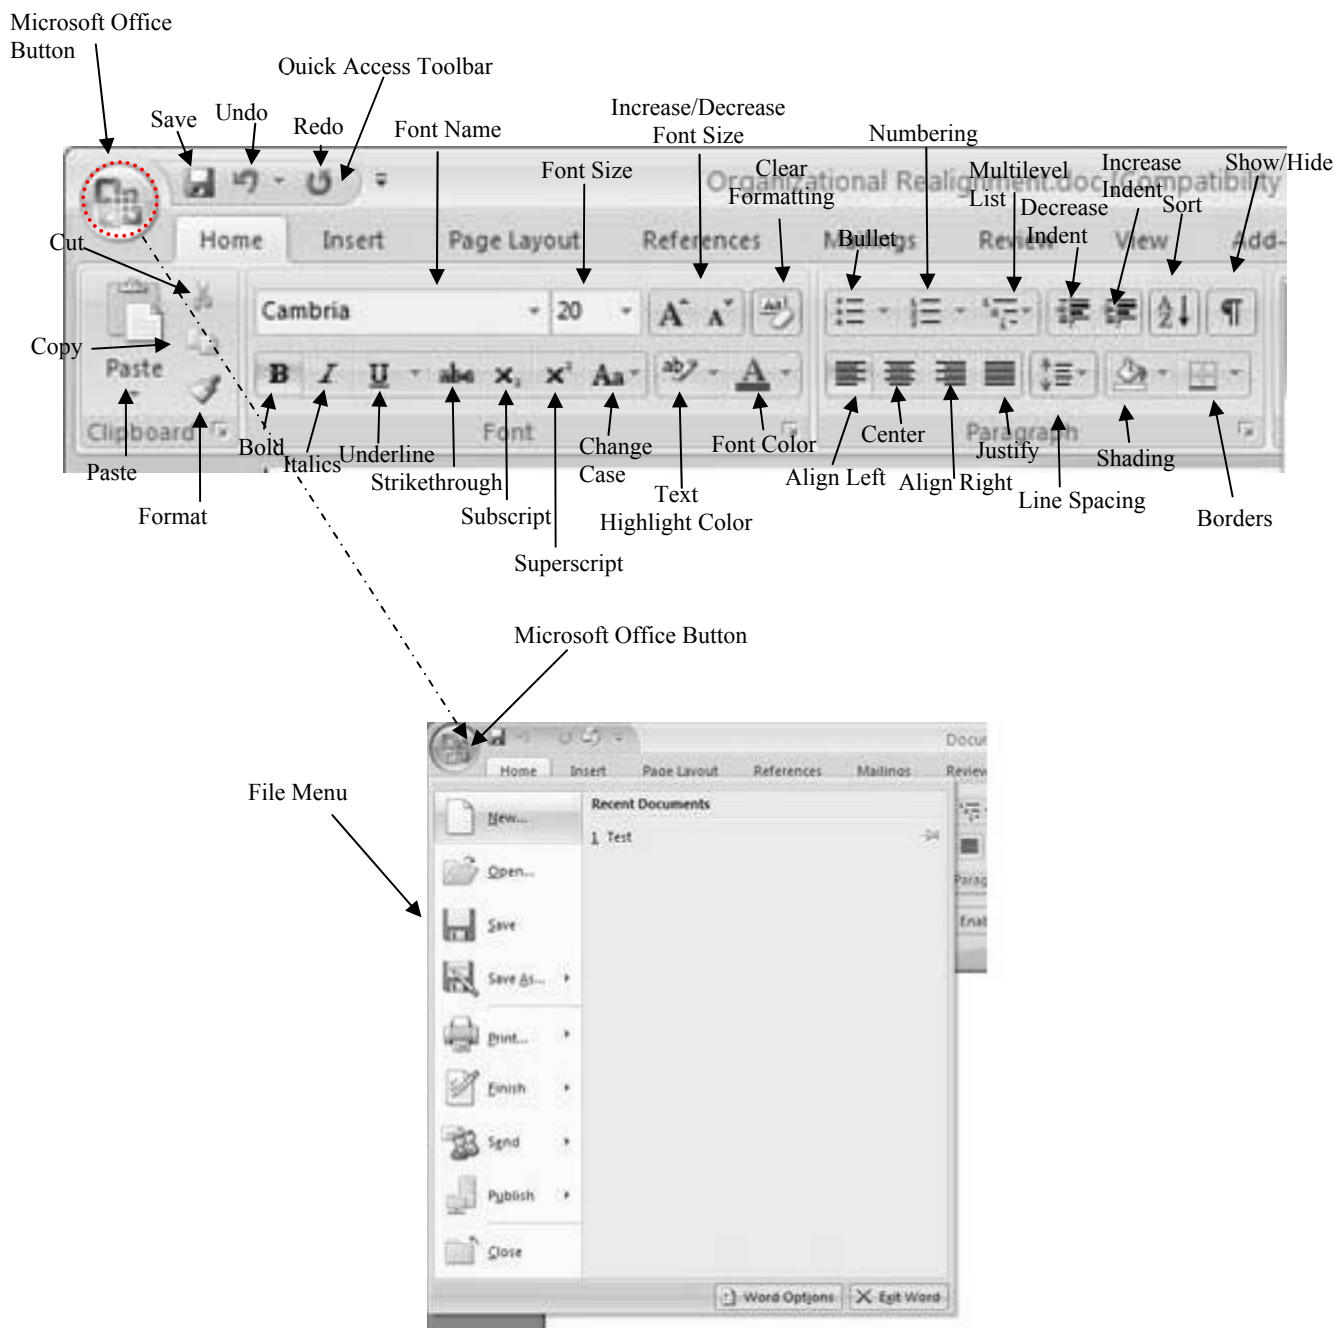 Microsoft Office
Button
Quick Access Toolbar
Save
Undo
Redo
Font Name
Increase/Decrease
Font Size
Font Size
Clear
Formatting
Numbering
Multilevel
List
Increase
Indent
Show/Hide
Decrease
Indent
Sort
Bullet
Organizational Realignment.doc [Compatibility
Cut
Home Insert Page Layout References Mailings Review View Add-
Cambria 20
Copy
Paste
Clipboard Font Paragraph
Paste
Format
Bold
Italics
Underline
Strikethrough
Subscript
Superscript
Change
Case
Text
Highlight Color
Font Color
Align Left
Center
Align Right
Justify
Line Spacing
Shading
Borders
Microsoft Office Button
File Menu
Docur
Home Insert Page Layout References Mailings Review
New...
Recent Documents
1 Test
Open...
Parag
Save
Enat
Save As...
Print...
Finish
Send
Publish
Close
Word Options
Exit Word